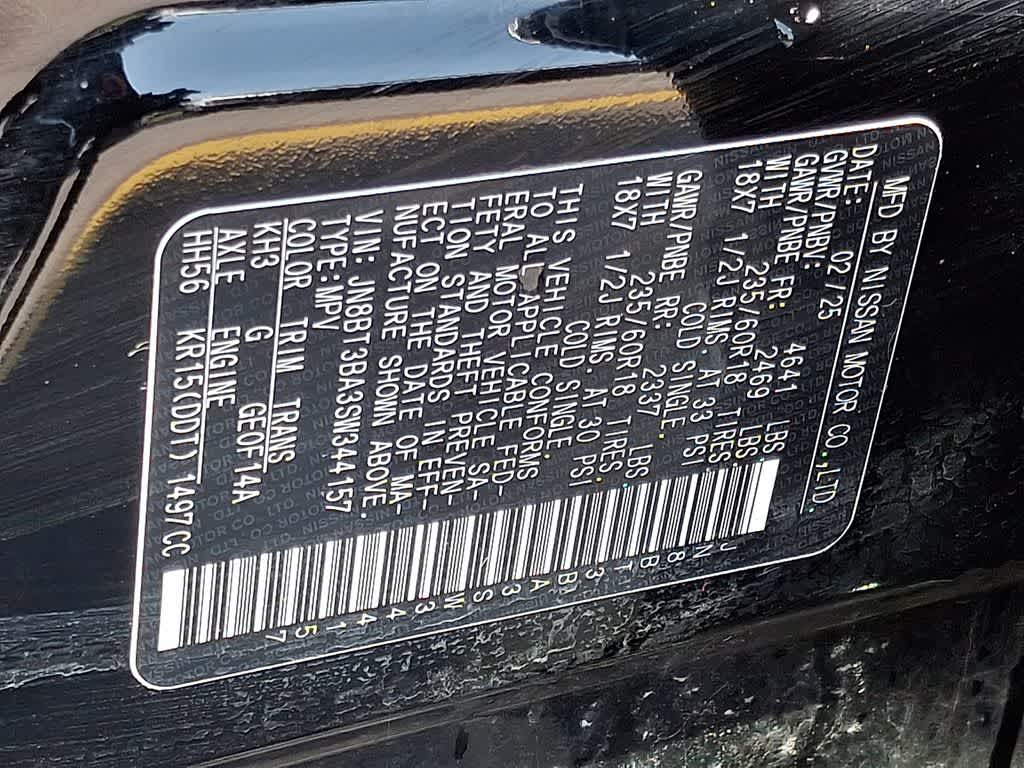 MFD BY NISSAN MOTOR CO.,LTD.
DATE: 02/25
GVWR/PNBV: 4641 LBS
GAWR/PNBE FR: 2469 LBS
WITH 235/60R18 TIRES
18X7 1/2J RIMS. AT 33 PSI
COLD SINGLE.
GAWR/PNBE RR: 2337 LBS
WITH 235/60R18 TIRES
18X7 1/2J RIMS. AT 30 PSI
COLD SINGLE.
THIS VEHICLE CONFORMS
TO ALL APPLICABLE FED-
ERAL MOTOR VEHICLE SA-
FETY AND THEFT PREVEN-
TION STANDARDS IN EFF-
ECT ON THE DATE OF MA-
NUFACTURE SHOWN ABOVE.
VIN: JN8BT3BA3SW344157
TYPE: MPV
COLOR TRIM TRANS
KH3 G GE0F14A
AXLE ENGINE
HH56 KR15(DDT) 1497CC
JN8BT3BA3SW344157